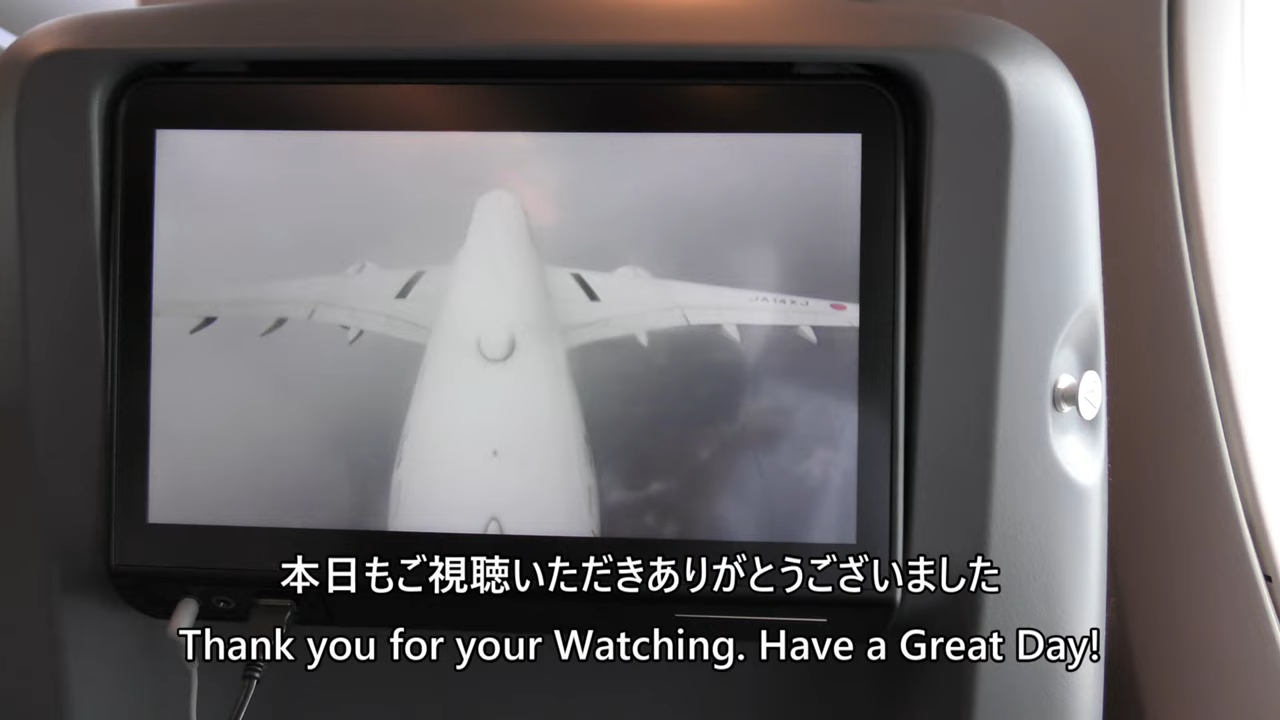 本日もご視聴いただきありがとうございました
Thank you for your Watching. Have a Great Day!